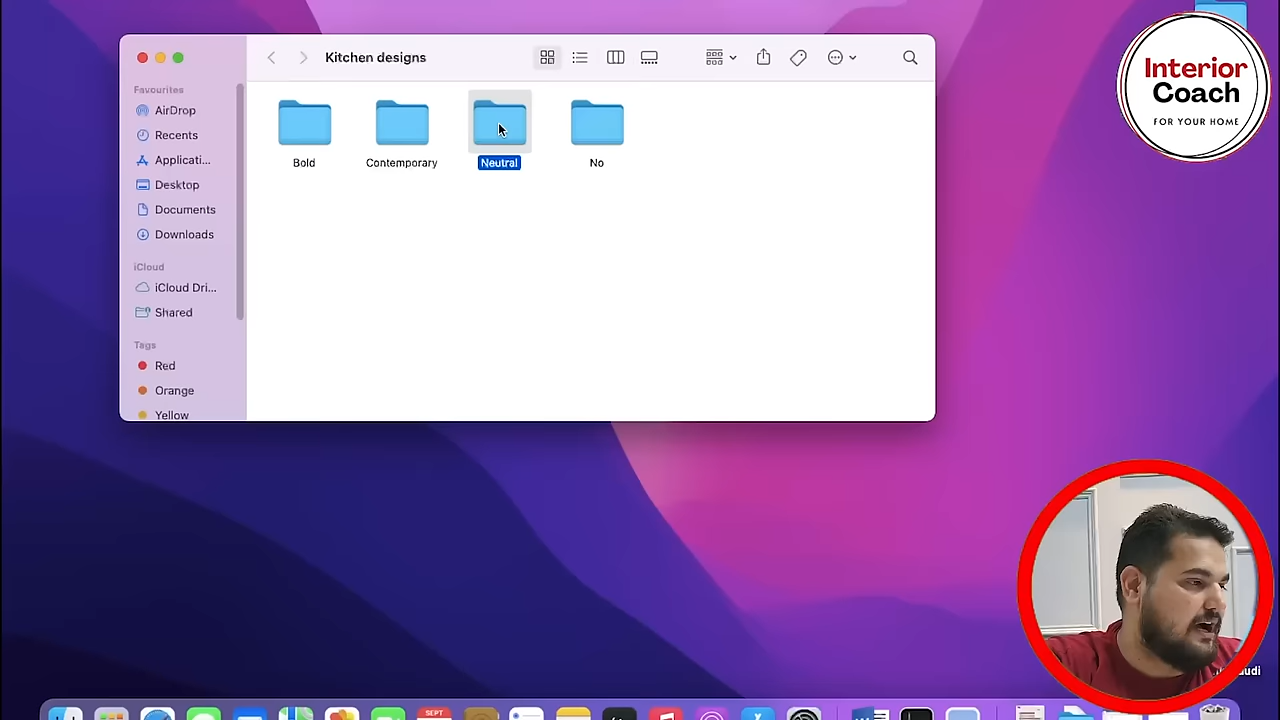 Kitchen designs
Favourites
AirDrop
Recents
Applicati...
Desktop
Documents
Downloads
iCloud
iCloud Dri...
Shared
Tags
Red
Orange
Yellow
Bold
Contemporary
Neutral
No
Interior
Coach
FOR YOUR HOME
SEPT